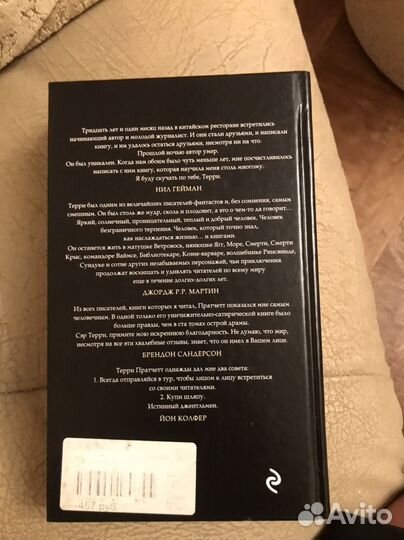 Тридцать лет и один месяц назад в китайском ресторане встретились
начинающий автор и молодой журналист. И они стали друзьями, и написали
книгу, и им удалось остаться друзьями, несмотря ни на что.
Прошлой ночью автор умер.
Он был уникален. Когда нам обоим было чуть меньше лет, мне посчастливилось
написать с ним книгу, которая научила меня столь многому.
Я буду скучать по тебе, Терри.
НИЛ ГЕЙМАН
Терри был одним из величайших писателей-фантастов и, без сомнения, самым
смешным. Он был столь же мудр, сколь и плодовит, а это о чем-то да говорит…
Яркий, солнечный, проницательный, теплый и добрый человек. Человек
безграничного терпения. Человек, который точно знал,
как наслаждаться жизнью… и книгами.
Он останется жить в матушке Ветровоск, нянюшке Ягг, Море, Смерти, Смерти
Крыс, командоре Ваймсе, Библиотекаре, Коэне-варваре, волшебнике Ринсвинде,
Сундуке и сотне других незабываемых персонажей, чьи приключения
продолжат восхищать и удивлять читателей по всему миру
еще в течение долгих-долгих лет.
ДЖОРДЖ Р.Р. МАРТИН
Из всех писателей, книги которых я читал, Пратчетт показался мне самым
человечным. В одной только его уничижительно-сатирической книге было
больше правды, чем в ста томах острой драмы.
Сэр Терри, примите мою искреннюю благодарность. Не думаю, что мир,
несмотря на все эти хвалебные отзывы, знает, что он имел в Вашем лице.
БРЕНДОН САНДЕРСОН
Терри Пратчетт однажды дал мне два совета:
1. Всегда отправляйся в тур, чтобы лицом к лицу встретиться
со своими читателями.
2. Купи шляпу.
Истинный джентльмен.
ЙОН КОЛФЕР
457 руб
Avito